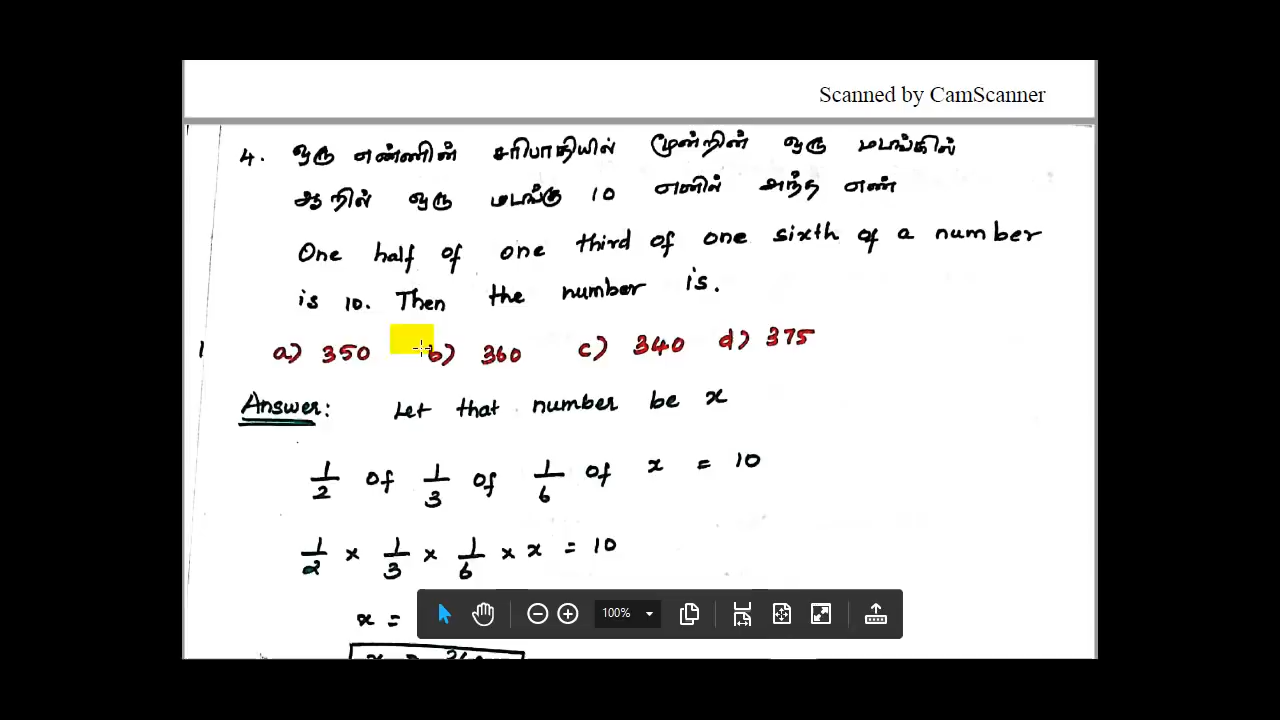 Scanned by CamScanner
4. ஒரு எண்ணின் சரிபாதியில் மூன்றின் ஒரு மடங்கில்
ஆறில் ஒரு மடங்கு 10 எனில் அந்த எண்
One half of one third of one sixth of a number
is 10. Then the number is.
a) 350 b) 360 c) 340 d) 375
Answer: Let that number be x
1/2 of 1/3 of 1/6 of x = 10
1/2 × 1/3 × 1/6 × x = 10
x =
100%